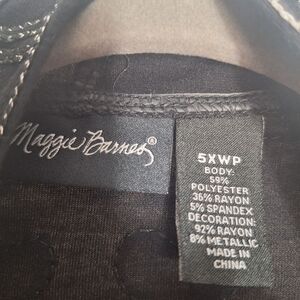 Maggie Barnes®
5XWP
BODY:
59%
POLYESTER
36% RAYON
5% SPANDEX
DECORATION:
92% RAYON
8% METALLIC
MADE IN
CHINA